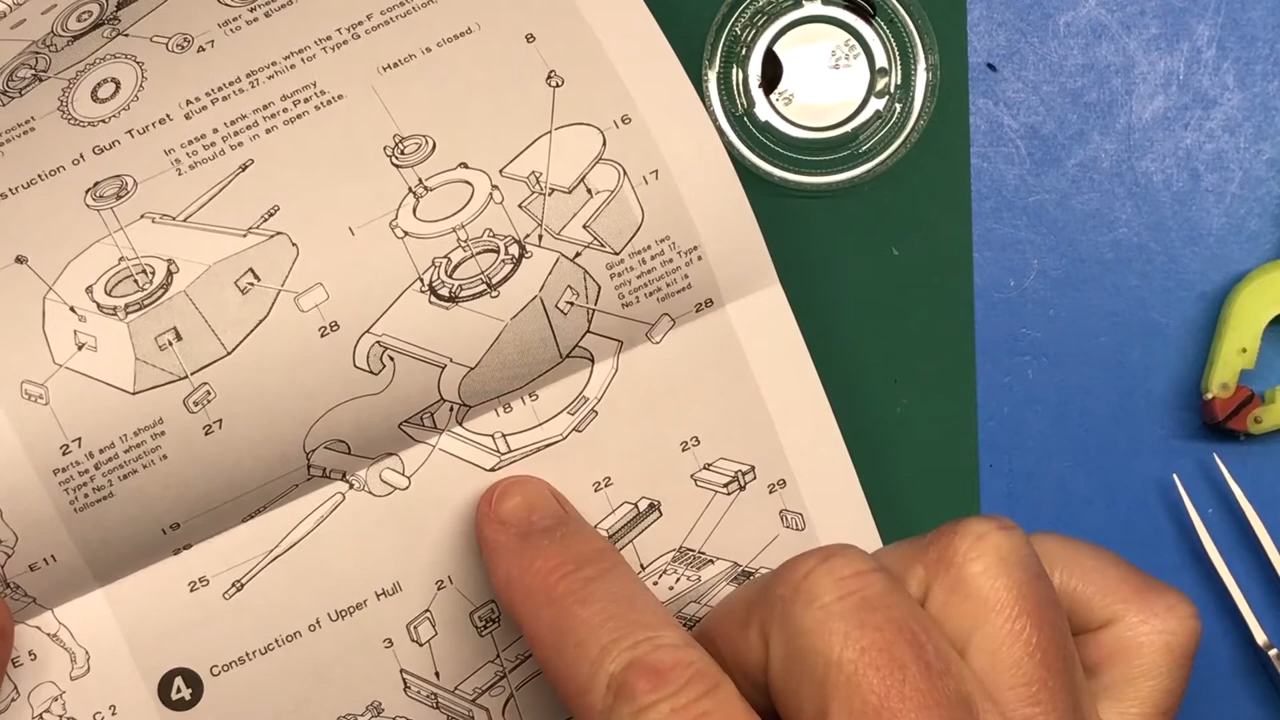 Idler Whe
(to be glued)
47
rocket
esives
(As stated above, when the Type-F const
glue Parts. 27. while for Type-G construction,
struction of Gun Turret
In case a tank-man dummy
is to be placed here, Parts,
2. should be in an open state.
(Hatch is closed.)
8
16
17
1
Glue these two
Parts. 16 and 17.
only when the Type-
G construction of a
No.2 tank kit is
followed.
28
28
27
27
Parts. 16 and 17. should
not be glued when the
Type-F construction
of a No.2 tank kit is
followed.
18 15
19
26
25
23
22
29
E11
E5
C2
21
3
4 Construction of Upper Hull